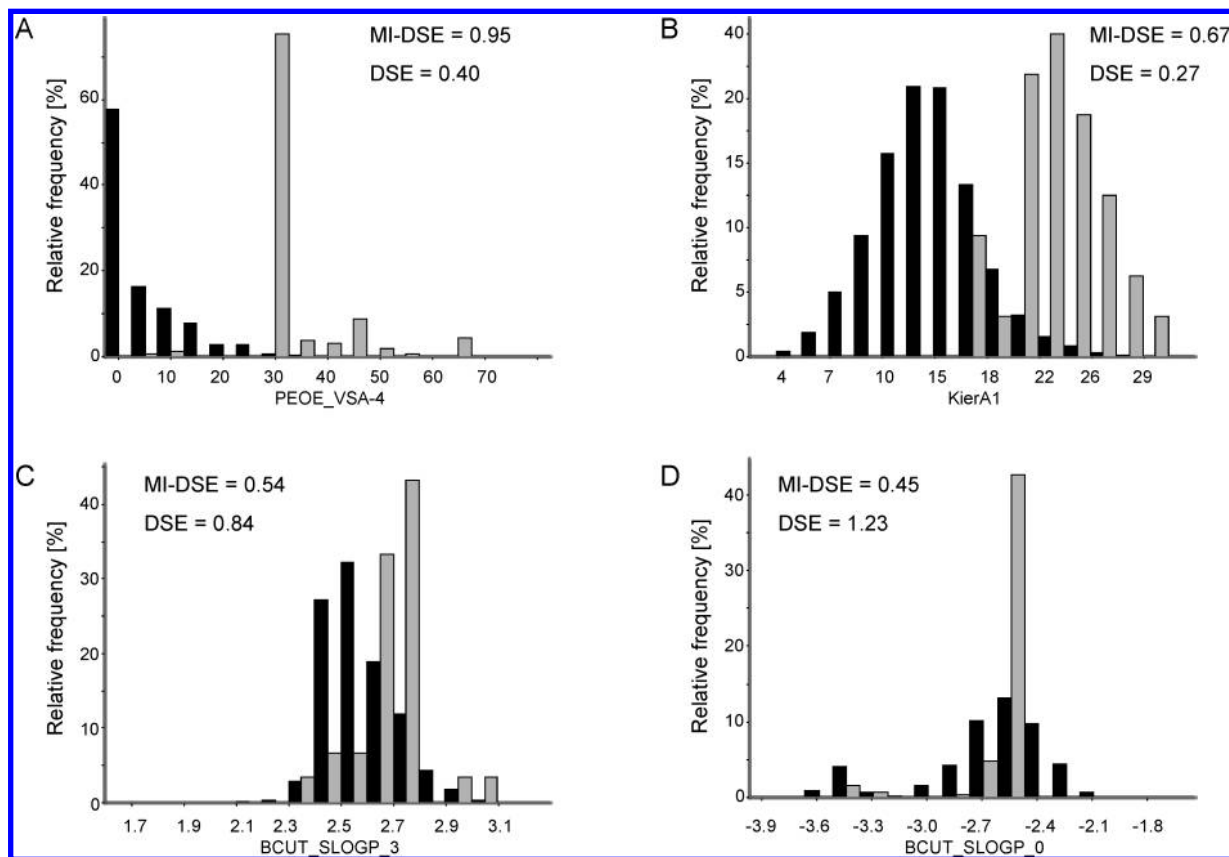 A
MI-DSE = 0.95
DSE = 0.40
Relative frequency [%]
60
40
20
0
0 10 20 30 40 50 60 70
PEOE_VSA-4
B
MI-DSE = 0.67
DSE = 0.27
Relative frequency [%]
40
20
15
10
5
0
4 7 10 15 18 22 26 29
KierA1
C
MI-DSE = 0.54
DSE = 0.84
Relative frequency [%]
40
30
20
10
0
1.7 1.9 2.1 2.3 2.5 2.7 2.9 3.1
BCUT_SLOGP_3
D
MI-DSE = 0.45
DSE = 1.23
Relative frequency [%]
40
30
20
10
0
-3.9 -3.6 -3.3 -3.0 -2.7 -2.4 -2.1 -1.8
BCUT_SLOGP_0